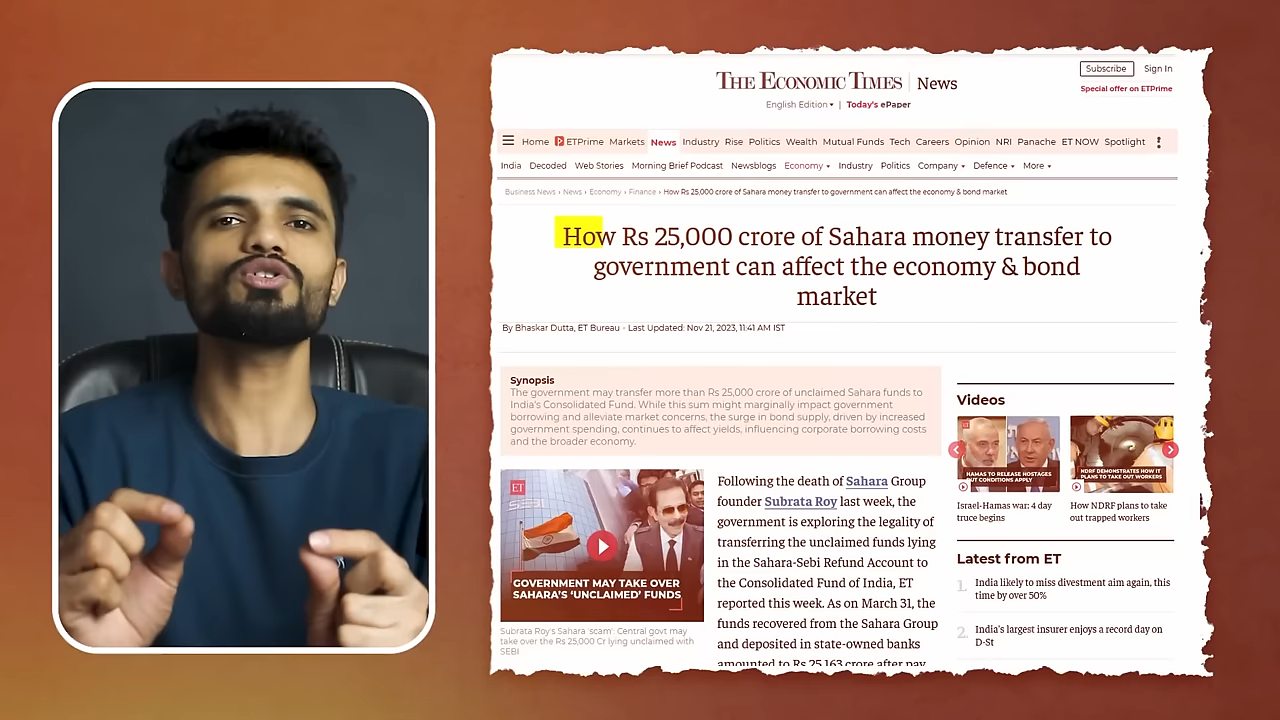 THE ECONOMIC TIMES | News
Subscribe Sign In
English Edition ▾ | Today's ePaper
Special offer on ETPrime
Home ETPrime Markets News Industry Rise Politics Wealth Mutual Funds Tech Careers Opinion NRI Panache ET NOW Spotlight
India Decoded Web Stories Morning Brief Podcast Newsblogs Economy ▾ Industry Politics Company ▾ Defence ▾ More ▾
Business News › News › Economy › Finance › How Rs 25,000 crore of Sahara money transfer to government can affect the economy & bond market
How Rs 25,000 crore of Sahara money transfer to
government can affect the economy & bond
market
By Bhaskar Dutta, ET Bureau · Last Updated: Nov 21, 2023, 11:41 AM IST
Synopsis
The government may transfer more than Rs 25,000 crore of unclaimed Sahara funds to
India's Consolidated Fund. While this sum might marginally impact government
borrowing and alleviate market concerns, the surge in bond supply, driven by increased
government spending, continues to affect yields, influencing corporate borrowing costs
and the broader economy.
ET
SEBI
GOVERNMENT MAY TAKE OVER
SAHARA'S 'UNCLAIMED' FUNDS
Subrata Roy's Sahara 'scam': Central govt may
take over the Rs 25,000 Cr lying unclaimed with
SEBI
Following the death of Sahara Group
founder Subrata Roy last week, the
government is exploring the legality of
transferring the unclaimed funds lying
in the Sahara-Sebi Refund Account to
the Consolidated Fund of India, ET
reported this week. As on March 31, the
funds recovered from the Sahara Group
and deposited in state-owned banks
amounted to Rs 25,163 crore after pay
Videos
HAMAS TO RELEASE HOSTAGES
BUT CONDITIONS APPLY
NDRF DEMONSTRATES HOW IT
PLANS TO TAKE OUT WORKERS
Israel-Hamas war: 4 day
truce begins
How NDRF plans to take
out trapped workers
Latest from ET
1. India likely to miss divestment aim again, this
time by over 50%
2. India's largest insurer enjoys a record day on
D-St